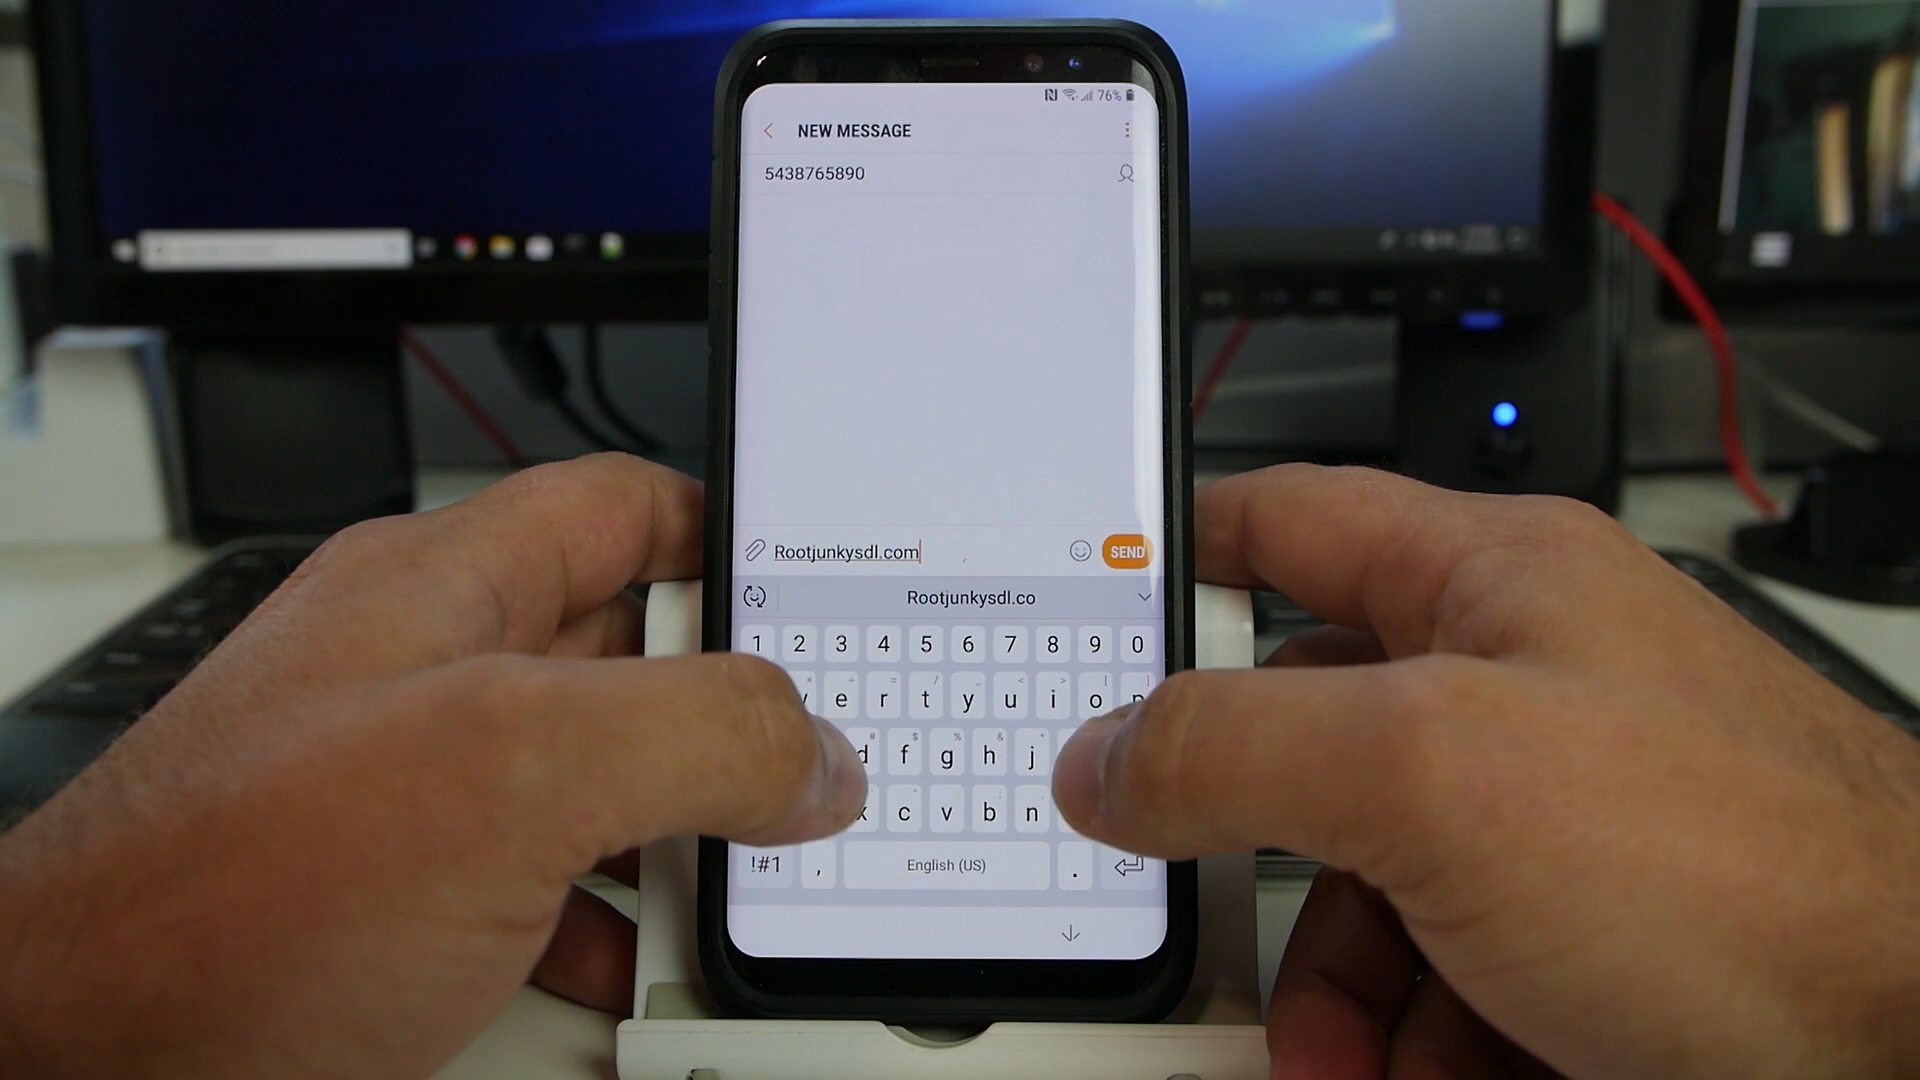 76%
NEW MESSAGE
5438765890
Rootjunkysdl.com
SEND
Rootjunkysdl.co
1 2 3 4 5 6 7 8 9 0
e r t y u i o p
d f g h j
x c v b n
!#1 , English (US) .